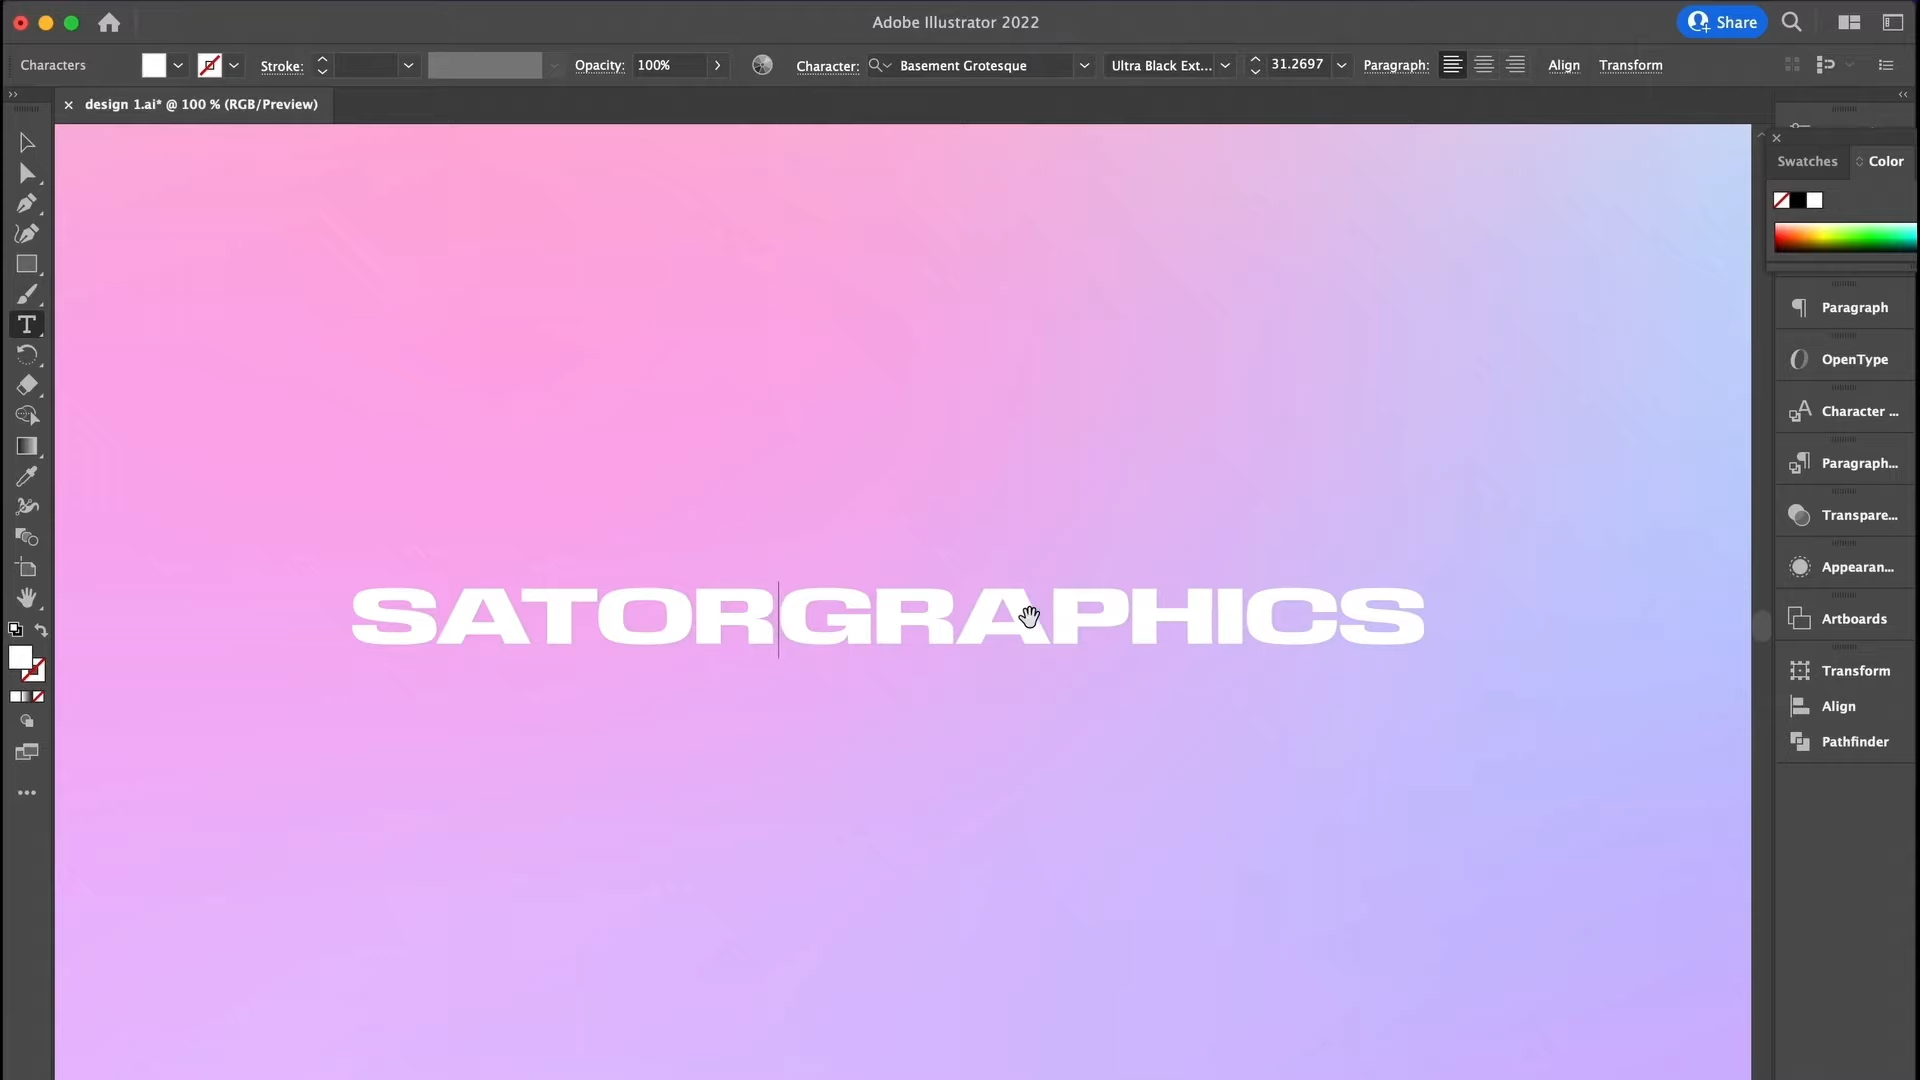 Adobe Illustrator 2022
Share
Characters
Stroke:
Opacity: 100%
Character: Basement Grotesque
Ultra Black Ext...
31.2697
Paragraph:
Align
Transform
design 1.ai* @ 100 % (RGB/Preview)
Swatches
Color
Paragraph
OpenType
Character ...
Paragraph...
Transpare...
Appearan...
Artboards
Transform
Align
Pathfinder
SATORGRAPHICS